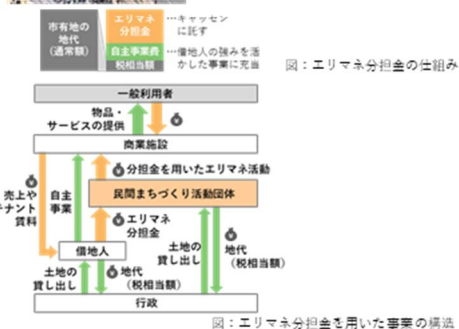 市有地の
地代
(通常額)
エリマネ
分担金
自主事業費
税相当額
…キャッセン
に託す
…借地人の強みを活
かした事業に充当
図：エリマネ分担金の仕組み
一般利用者
物品・
サービスの提供
商業施設
分担金を用いたエリマネ活動
売上や
テナント
賃料
自主
事業
民間まちづくり活動団体
エリマネ
分担金
借地人
土地の
貸し出し
地代
(税相当額)
土地の
貸し出し
地代
(税相当額)
行政
図：エリマネ分担金を用いた事業の構造